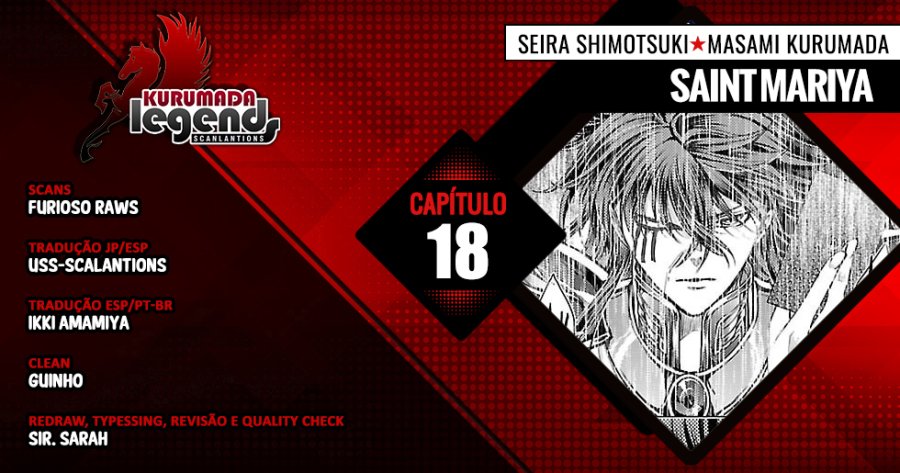 KURUMADA
legends
SCANLANTIONS
SEIRA SHIMOTSUKI★MASAMI KURUMADA
SAINT MARIYA
SCANS
FURIOSO RAWS
TRADUÇÃO JP/ESP
USS-SCALANTIONS
TRADUÇÃO ESP/PT-BR
IKKI AMAMIYA
CLEAN
GUINHO
REDRAW, TYPESSING, REVISÃO E QUALITY CHECK
SIR. SARAH
CAPÍTULO
18